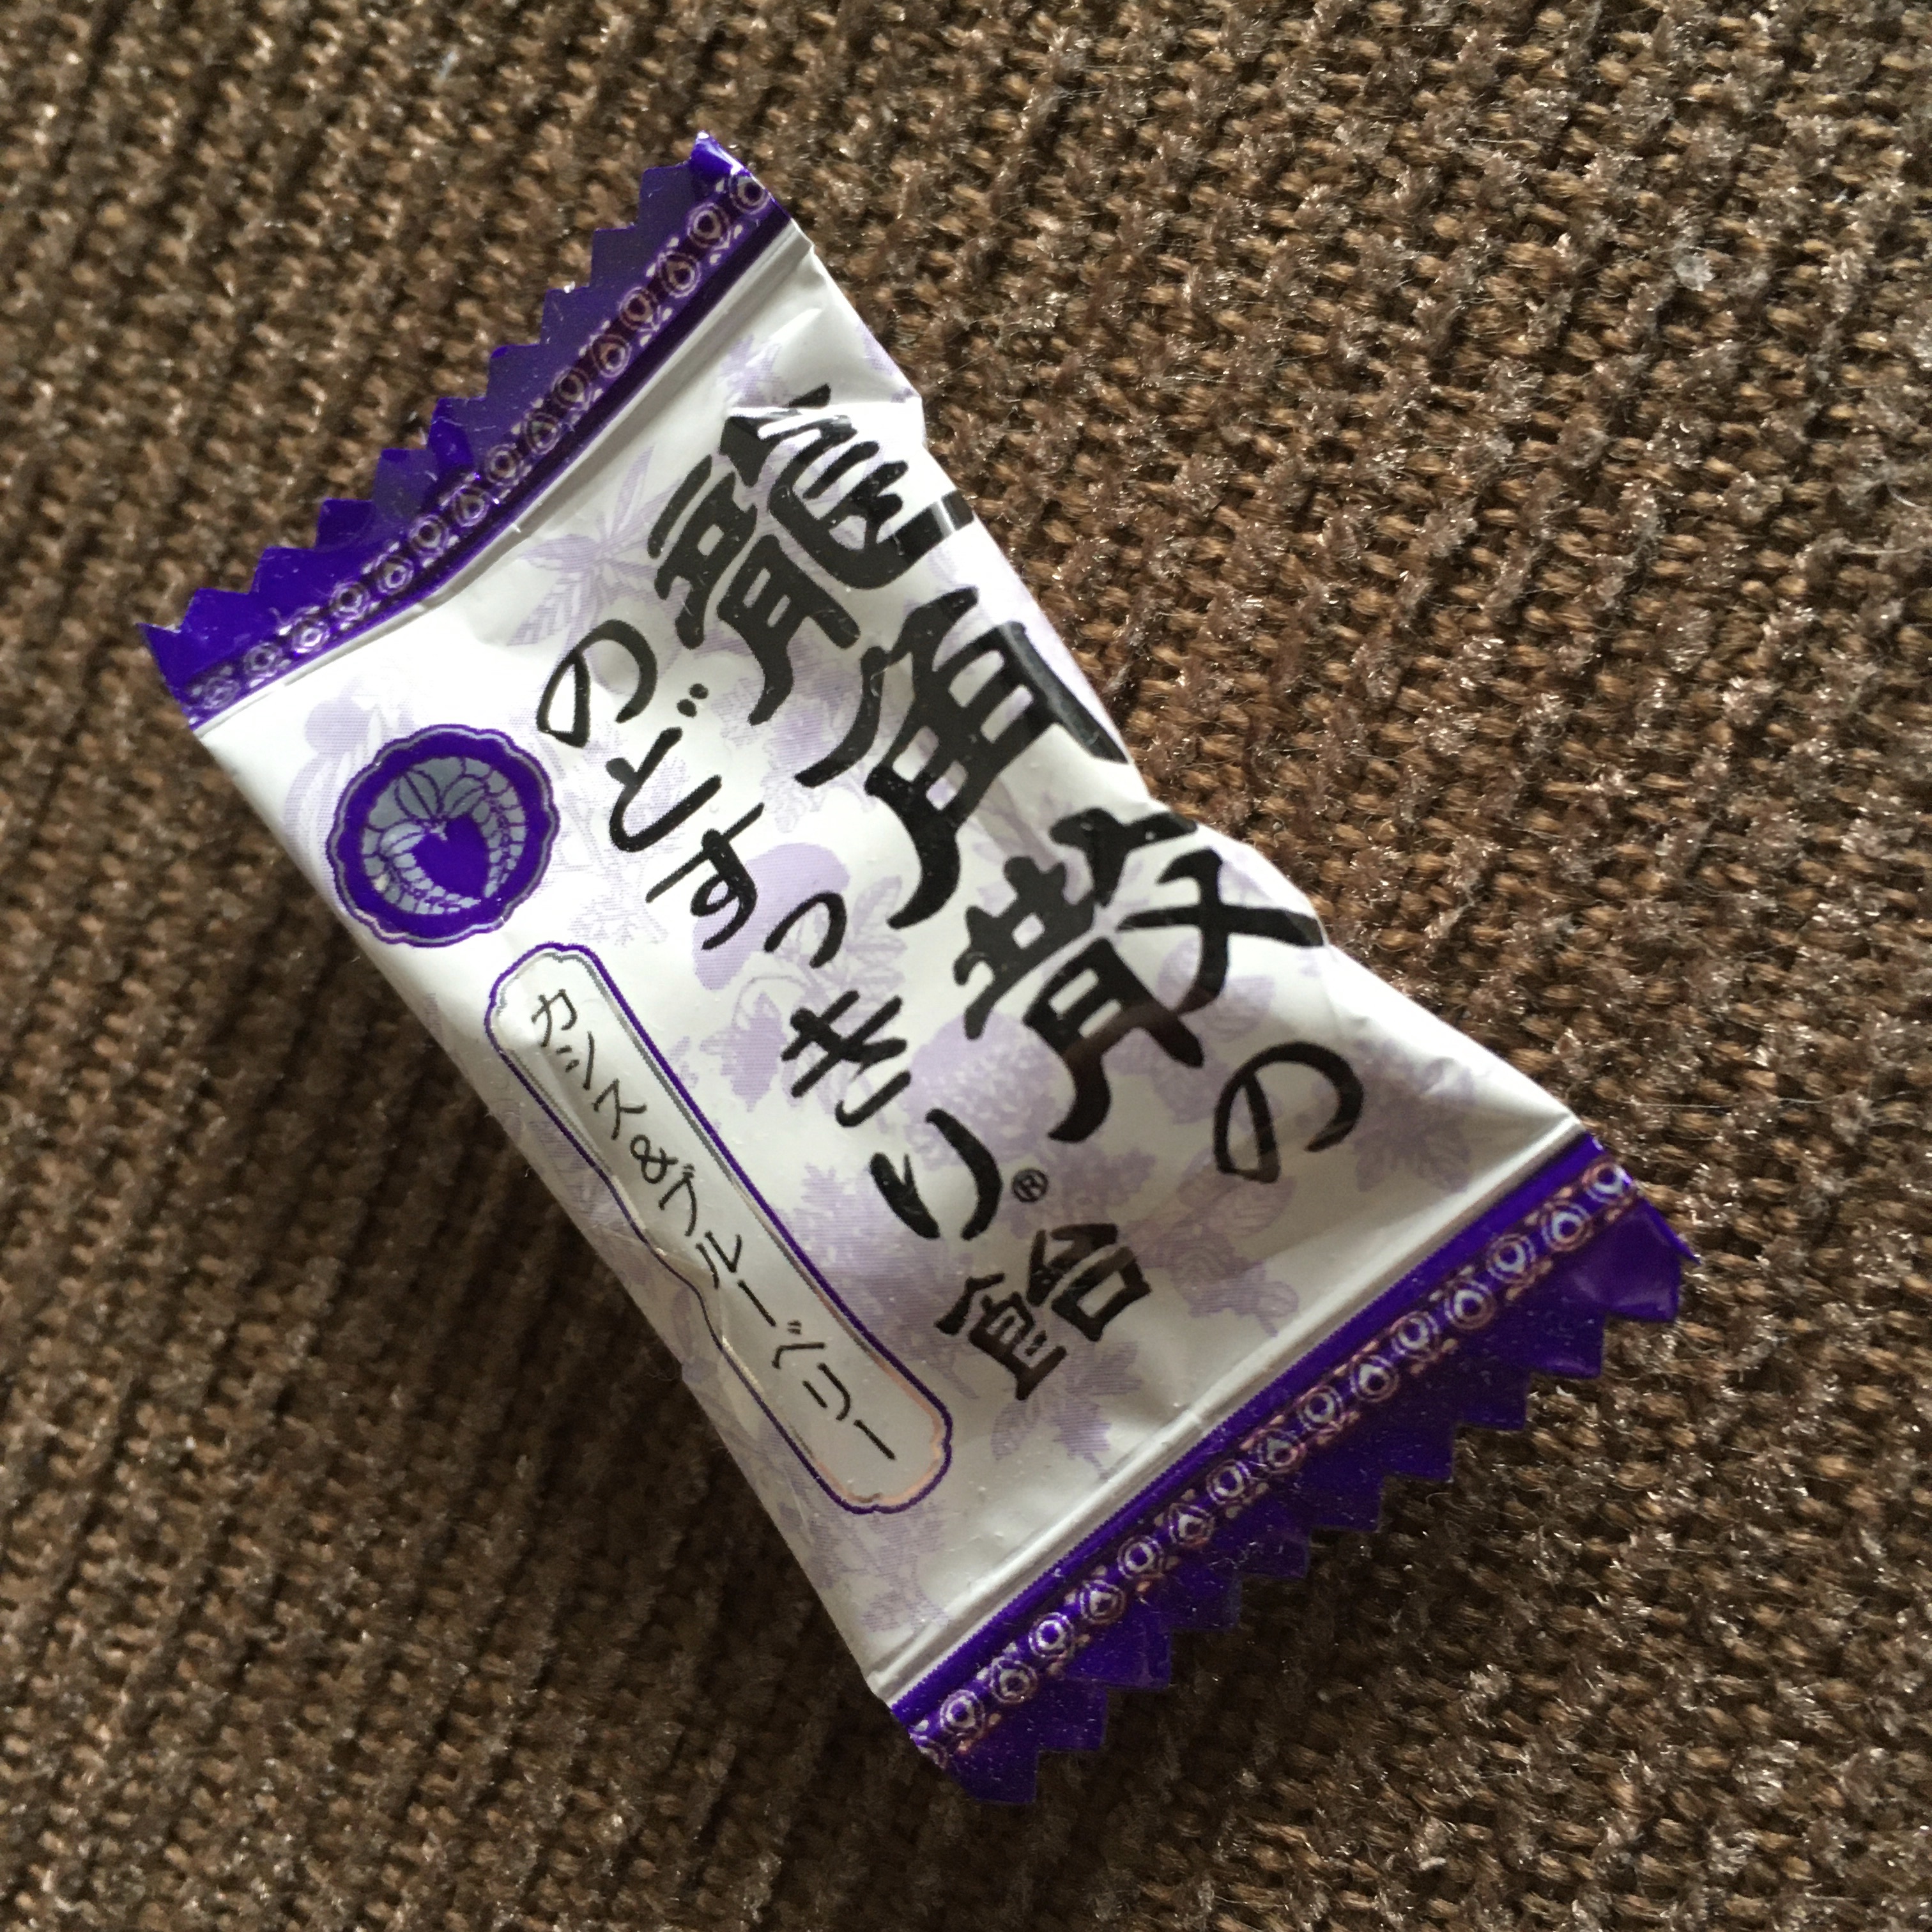 龍角散の
のどすっきり®飴
カシス&ブルーベリー